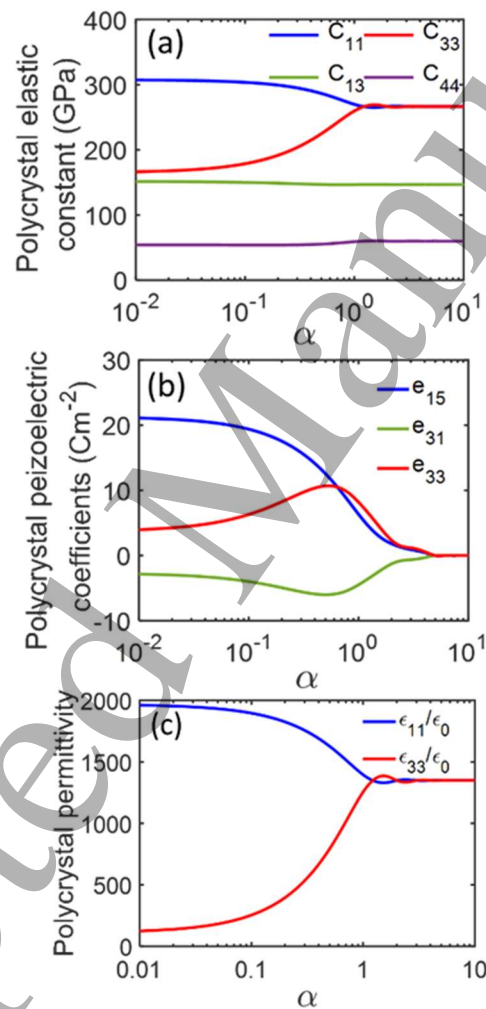 (a)
C11 C33
C13 C44
Polycrystal elastic
constant (GPa)
400
300
200
100
0
10-2 10-1 100 101
α
(b)
e15
e31
e33
Polycrystal peizoelectric
coefficients (Cm-2)
30
20
10
0
-10
10-2 10-1 100 101
α
(c)
ϵ11/ϵ0
ϵ33/ϵ0
Polycrystal permittivity
2000
1500
1000
500
0
0.01 0.1 1 10
α